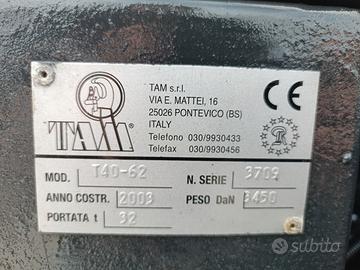 TAM
TAM s.r.l.
VIA E. MATTEI, 16
25026 PONTEVICO (BS)
ITALY
Telefono 030/9930433
Telefax 030/9930456
CE
MOD. T40-62
N. SERIE 3709
ANNO COSTR. 2003
PESO DaN 3450
PORTATA t 32
subito